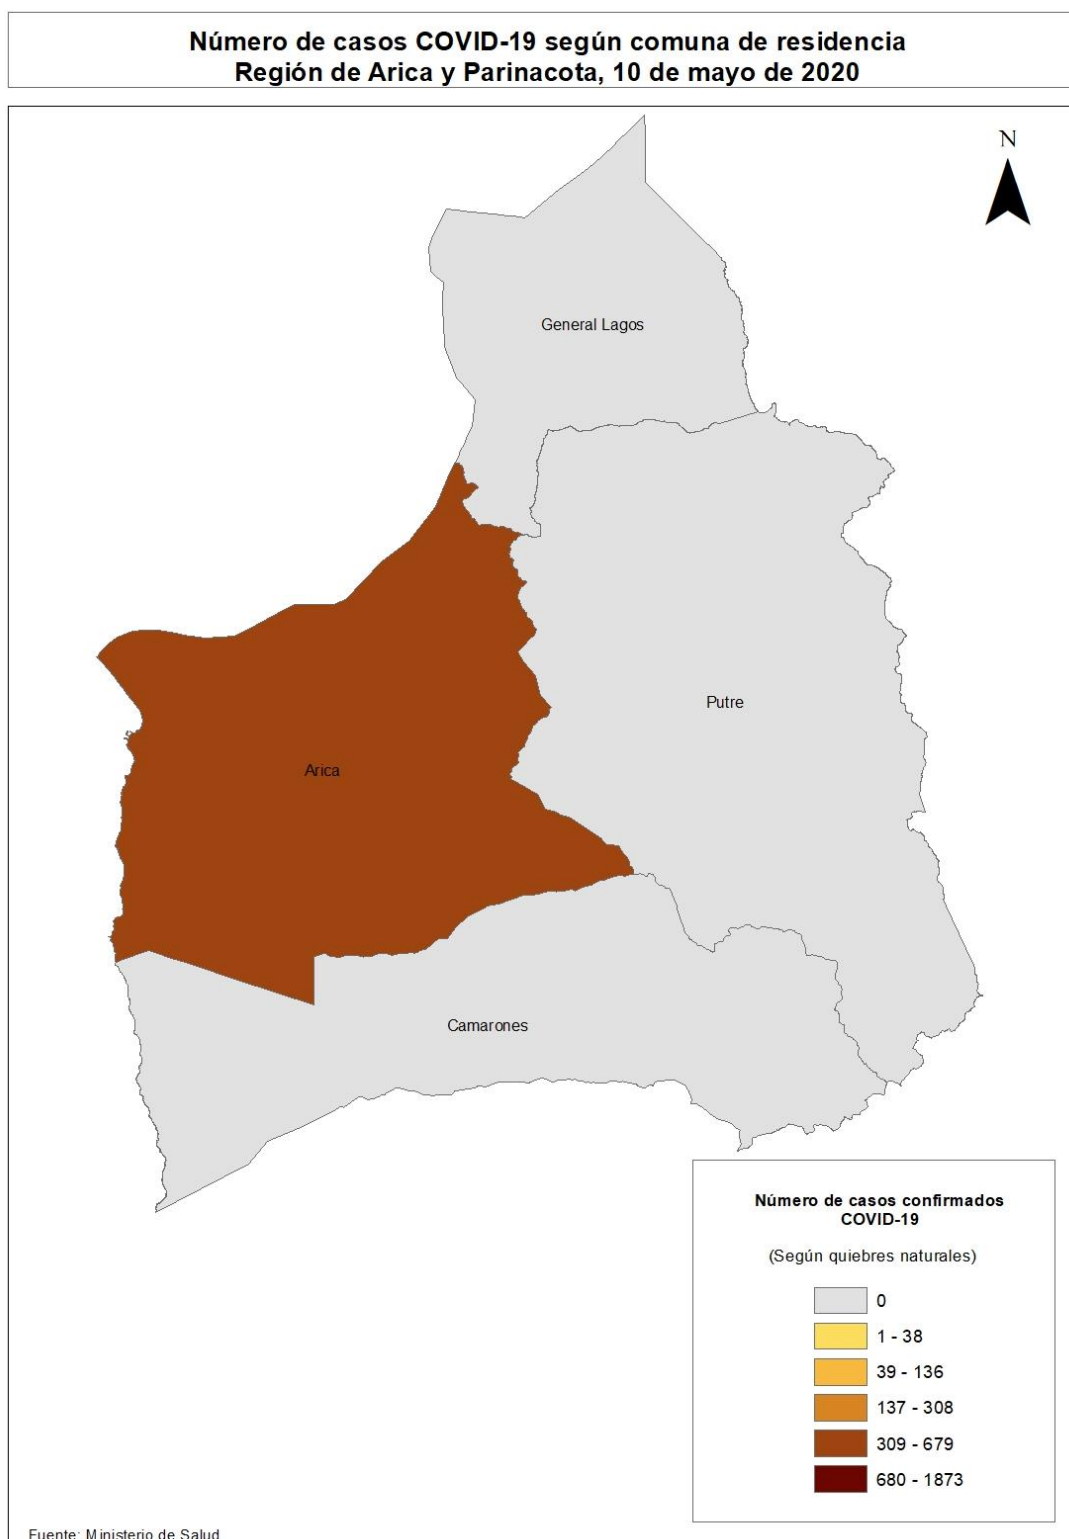 Número de casos COVID-19 según comuna de residencia
Región de Arica y Parinacota, 10 de mayo de 2020
N
General Lagos
Putre
Arica
Camarones
Número de casos confirmados
COVID-19
(Según quiebres naturales)
0
1 - 38
39 - 136
137 - 308
309 - 679
680 - 1873
Fuente: Ministerio de Salud